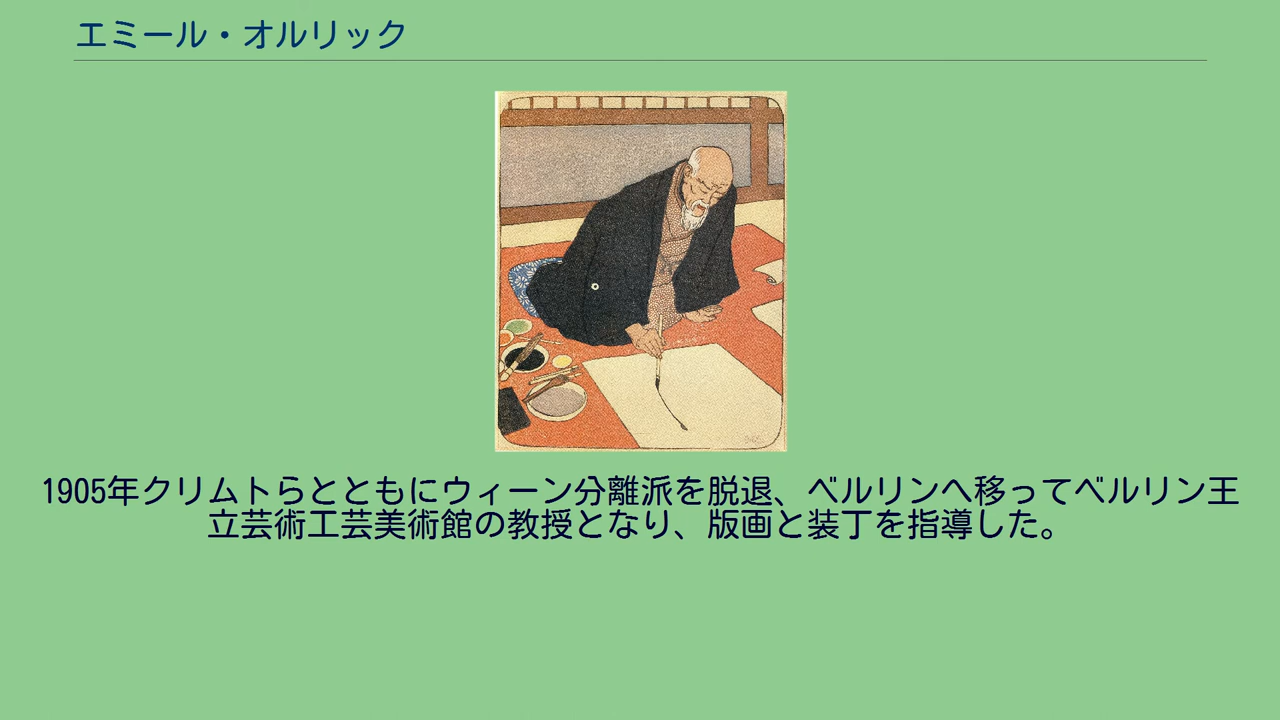 エミール・オルリック
1905年クリムトらとともにウィーン分離派を脱退、ベルリンへ移ってベルリン王
立芸術工芸美術館の教授となり、版画と装丁を指導した。